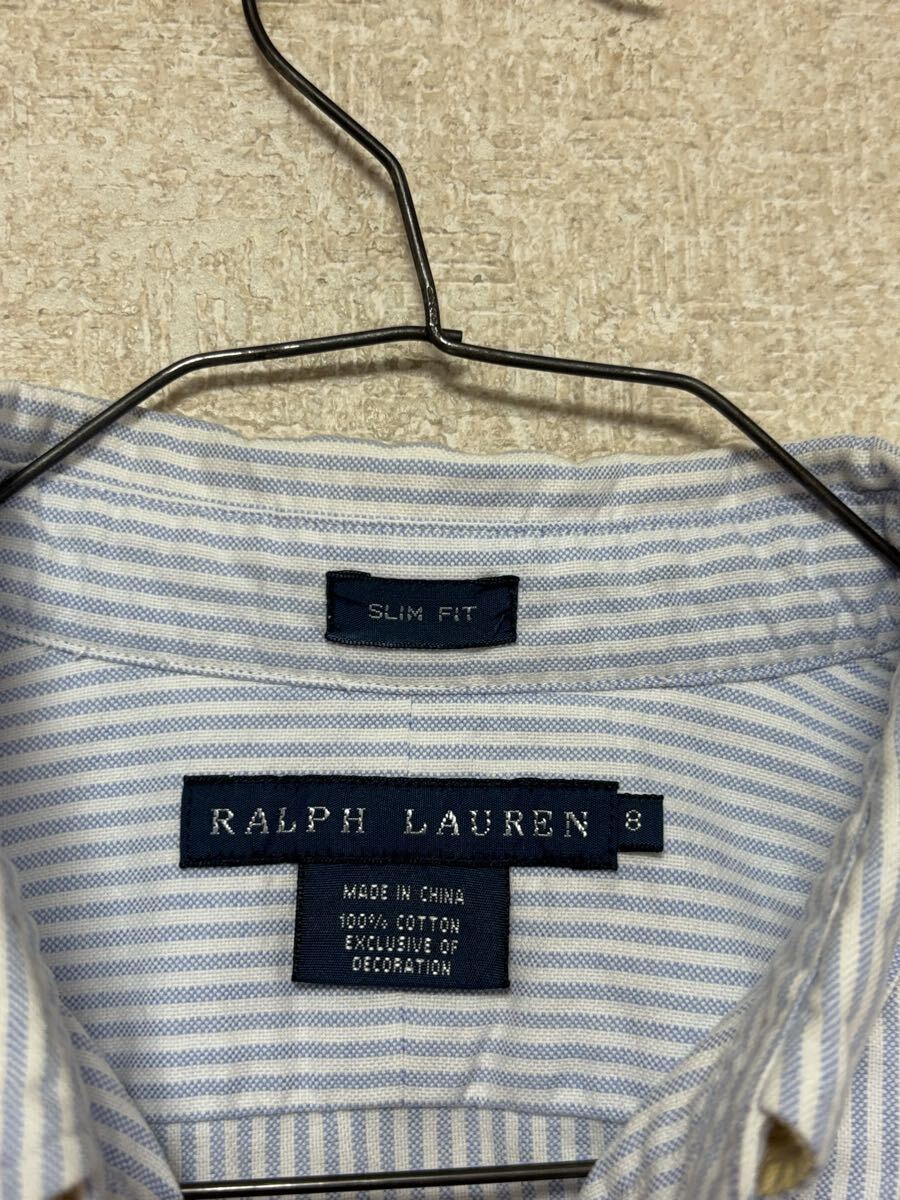 SLIM FIT
RALPH LAUREN 8
MADE IN CHINA
100% COTTON
EXCLUSIVE OF
DECORATION